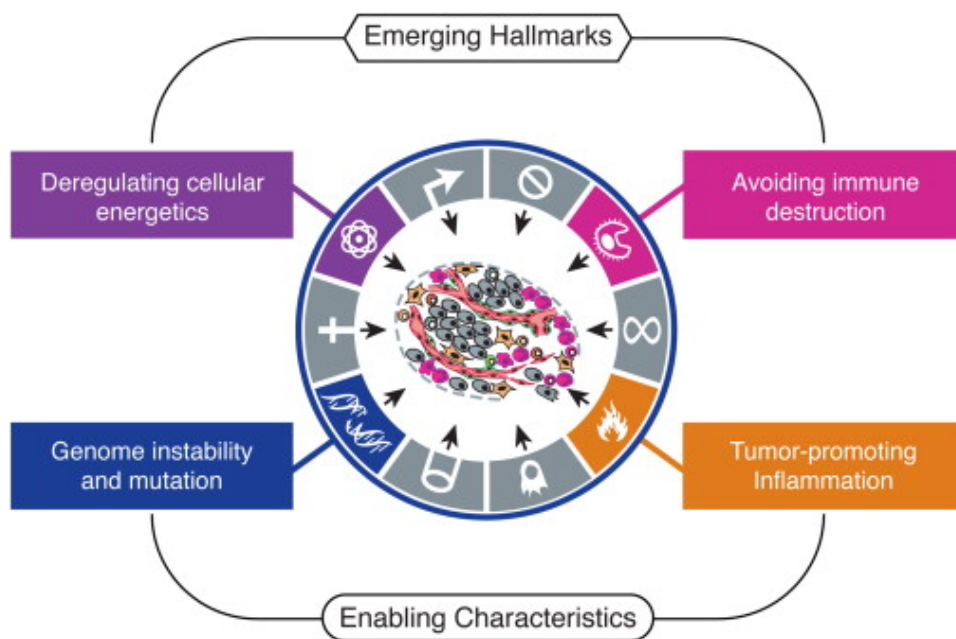 Emerging Hallmarks
Deregulating cellular
energetics
Avoiding immune
destruction
Genome instability
and mutation
Tumor-promoting
Inflammation
Enabling Characteristics